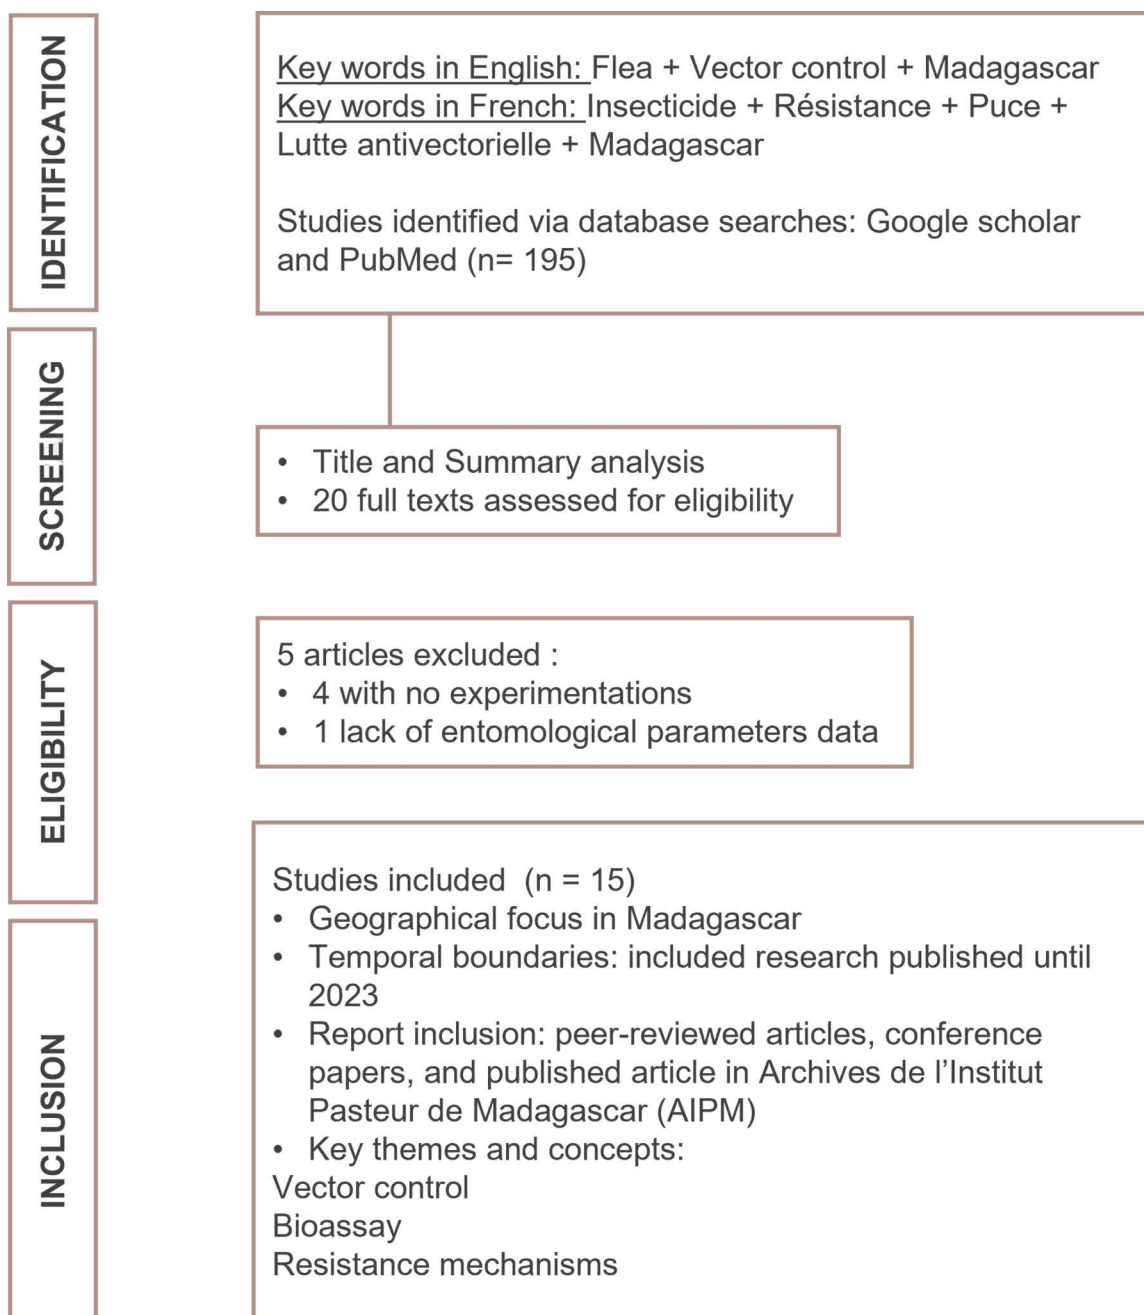 IDENTIFICATION
Key words in English: Flea + Vector control + Madagascar
Key words in French: Insecticide + Résistance + Puce +
Lutte antivectorielle + Madagascar
Studies identified via database searches: Google scholar
and PubMed (n= 195)
SCREENING
• Title and Summary analysis
• 20 full texts assessed for eligibility
ELIGIBILITY
5 articles excluded :
• 4 with no experimentations
• 1 lack of entomological parameters data
INCLUSION
Studies included (n = 15)
• Geographical focus in Madagascar
• Temporal boundaries: included research published until
2023
• Report inclusion: peer-reviewed articles, conference
papers, and published article in Archives de l’Institut
Pasteur de Madagascar (AIPM)
• Key themes and concepts:
Vector control
Bioassay
Resistance mechanisms